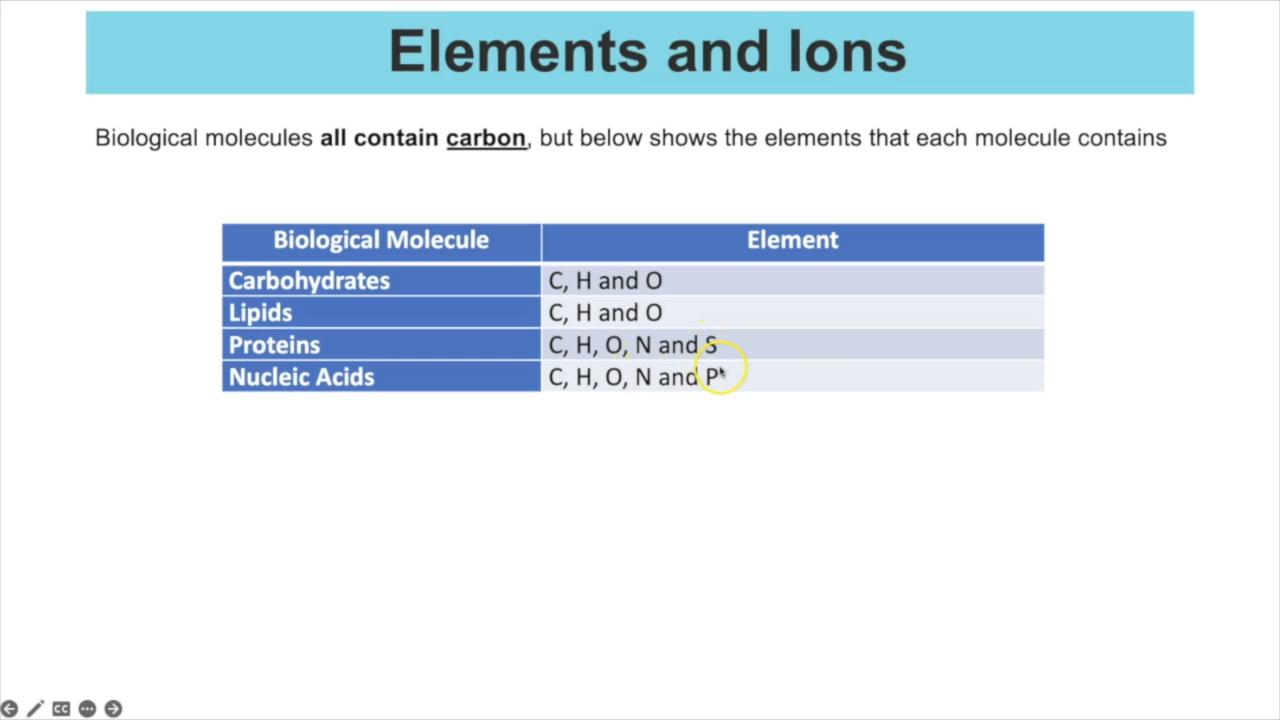 Elements and Ions
Biological molecules all contain carbon, but below shows the elements that each molecule contains
Biological Molecule Element
Carbohydrates C, H and O
Lipids C, H and O
Proteins C, H, O, N and S
Nucleic Acids C, H, O, N and P
CC